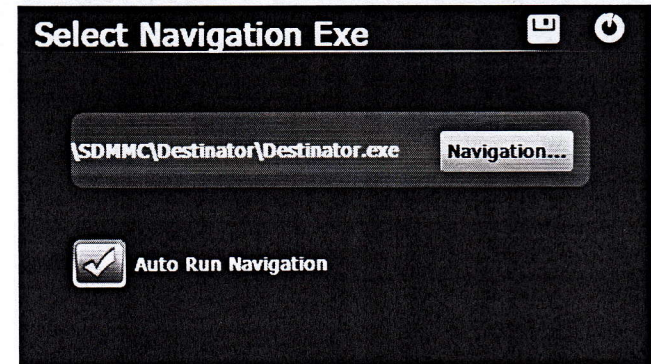 Select Navigation Exe
\SDMMC\Destinator\Destinator.exe
Navigation...
Auto Run Navigation